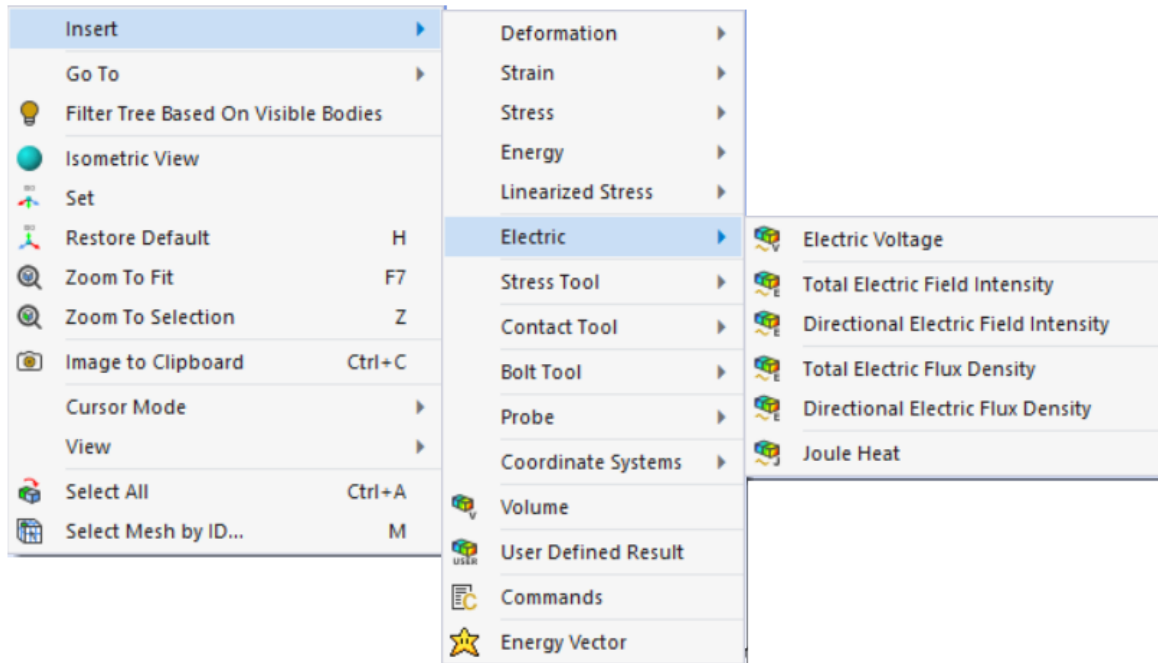 Insert
Go To
Filter Tree Based On Visible Bodies
Isometric View
Set
Restore Default H
Zoom To Fit F7
Zoom To Selection Z
Image to Clipboard Ctrl+C
Cursor Mode
View
Select All Ctrl+A
Select Mesh by ID... M
Deformation
Strain
Stress
Energy
Linearized Stress
Electric
Stress Tool
Contact Tool
Bolt Tool
Probe
Coordinate Systems
Volume
User Defined Result
Commands
Energy Vector
Electric Voltage
Total Electric Field Intensity
Directional Electric Field Intensity
Total Electric Flux Density
Directional Electric Flux Density
Joule Heat